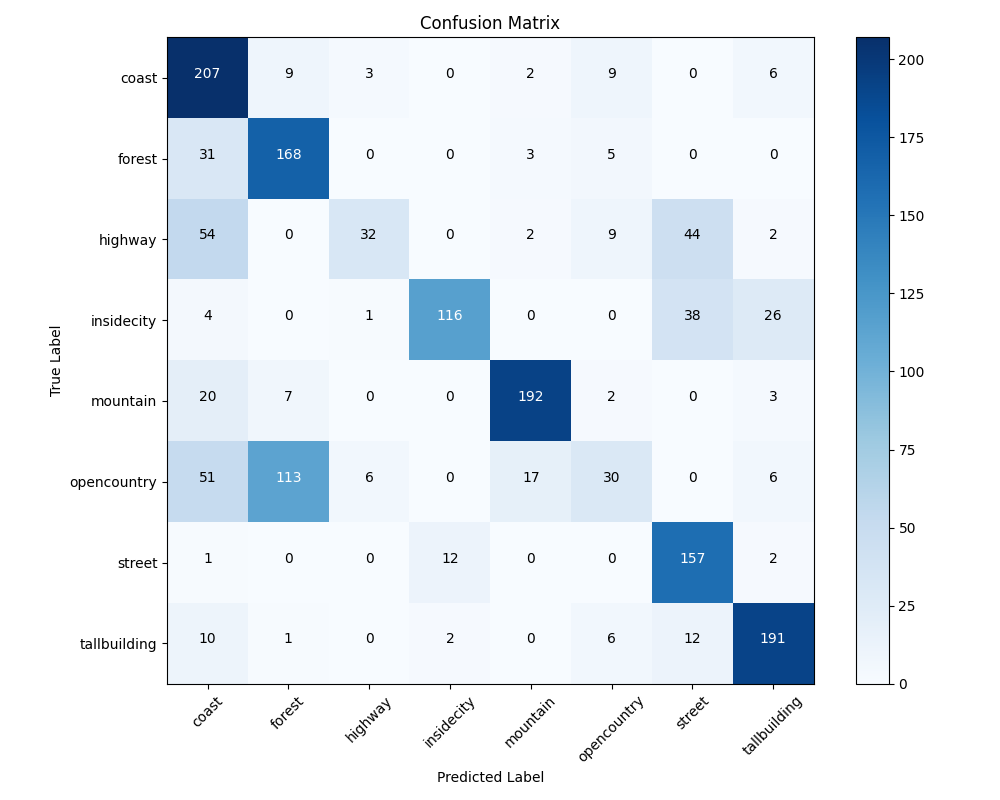 Confusion Matrix
True Label
coast 207 9 3 0 2 9 0 6
forest 31 168 0 0 3 5 0 0
highway 54 0 32 0 2 9 44 2
insidecity 4 0 1 116 0 0 38 26
mountain 20 7 0 0 192 2 0 3
opencountry 51 113 6 0 17 30 0 6
street 1 0 0 12 0 0 157 2
tallbuilding 10 1 0 2 0 6 12 191
coast forest highway insidecity mountain opencountry street tallbuilding
Predicted Label
200
175
150
125
100
75
50
25
0